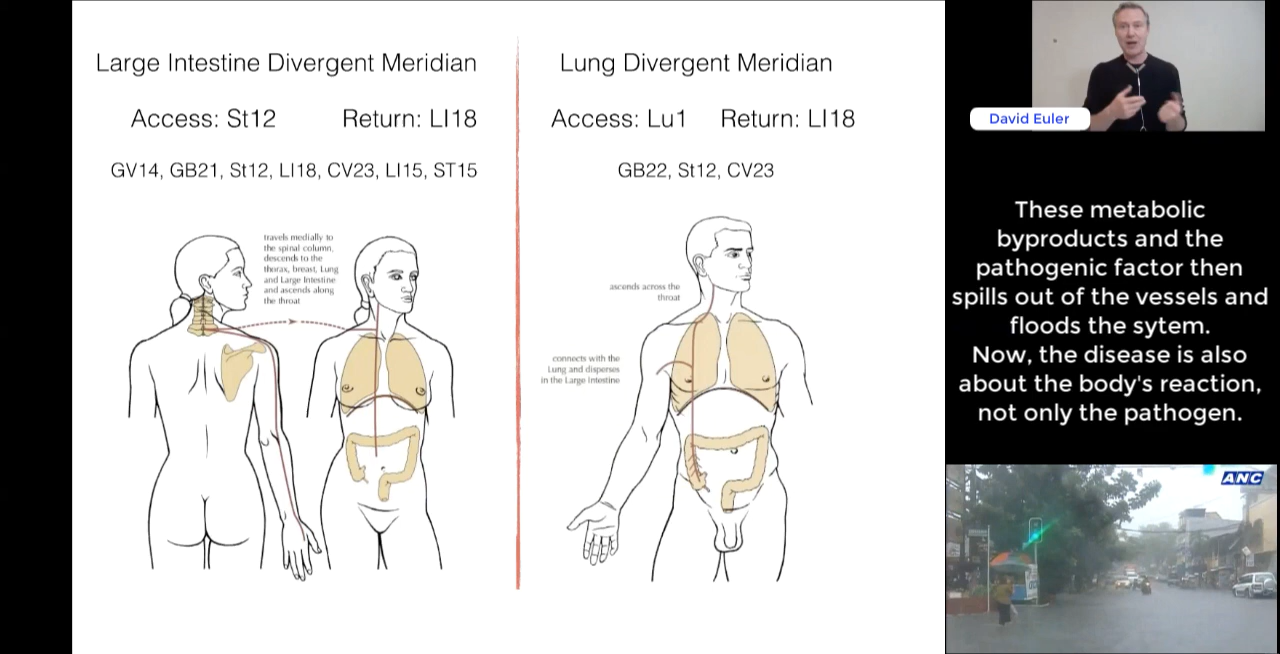 Large Intestine Divergent Meridian
Access: St12 Return: LI18
GV14, GB21, St12, LI18, CV23, LI15, ST15
travels medially to
the spinal column,
descends to the
thorax, breast, Lung
and Large Intestine
and ascends along
the throat
Lung Divergent Meridian
Access: Lu1 Return: LI18
GB22, St12, CV23
ascends across the
throat
connects with the
Lung and disperses
in the Large Intestine
David Euler
These metabolic
byproducts and the
pathogenic factor then
spills out of the vessels and
floods the sytem.
Now, the disease is also
about the body's reaction,
not only the pathogen.
ANC